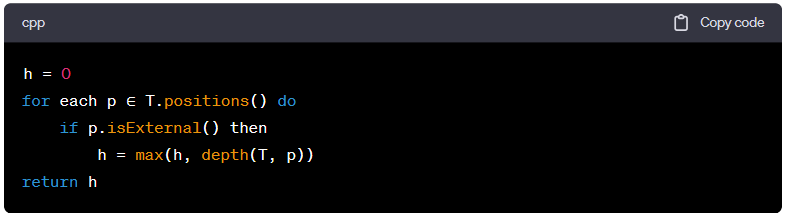 cpp
Copy code
h = 0
for each p ∈ T.positions() do
    if p.isExternal() then
        h = max(h, depth(T, p))
return h